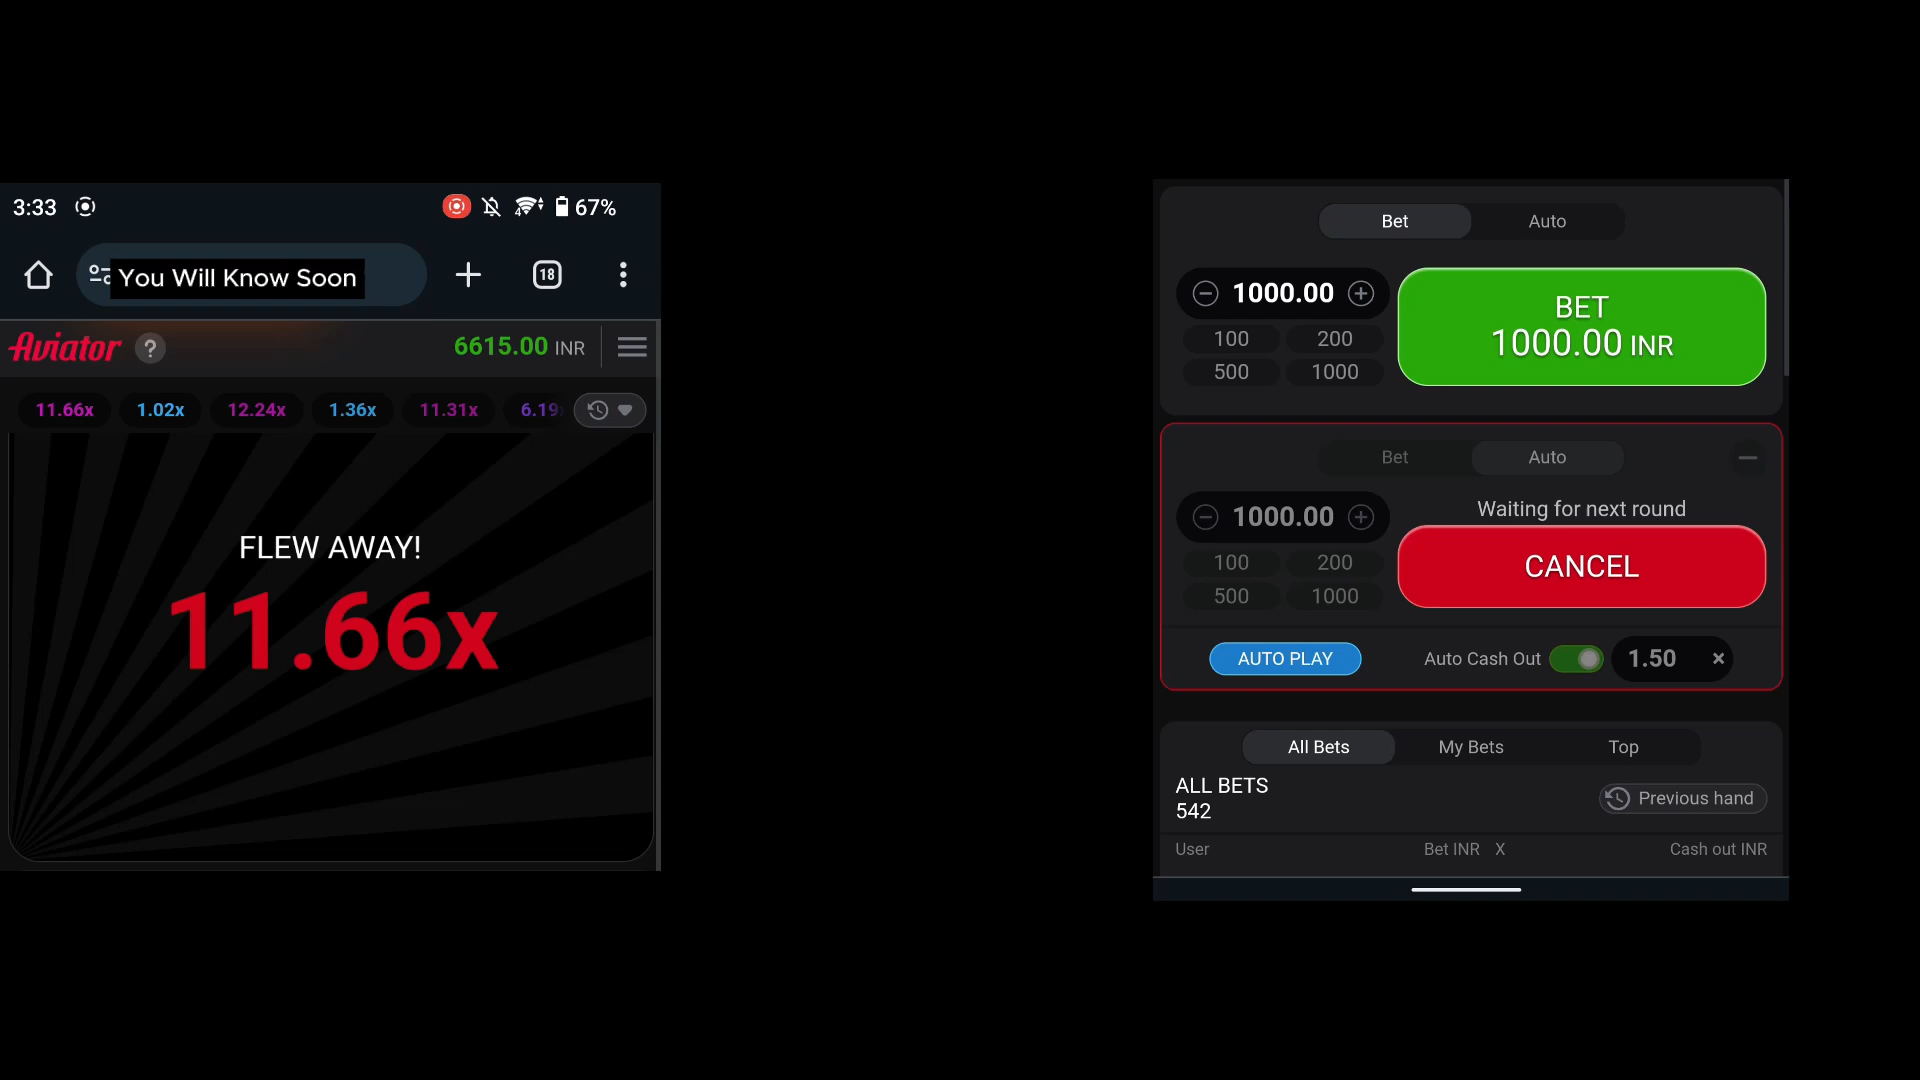 3:33
67%
You Will Know Soon
18
Aviator ? 6615.00 INR
11.66x 1.02x 12.24x 1.36x 11.31x 6.19
FLEW AWAY!
11.66x
Bet Auto
1000.00
100 200
500 1000
BET
1000.00 INR
Bet Auto
1000.00
100 200
500 1000
Waiting for next round
CANCEL
AUTO PLAY Auto Cash Out 1.50 ×
All Bets My Bets Top
ALL BETS
542
Previous hand
User Bet INR X Cash out INR